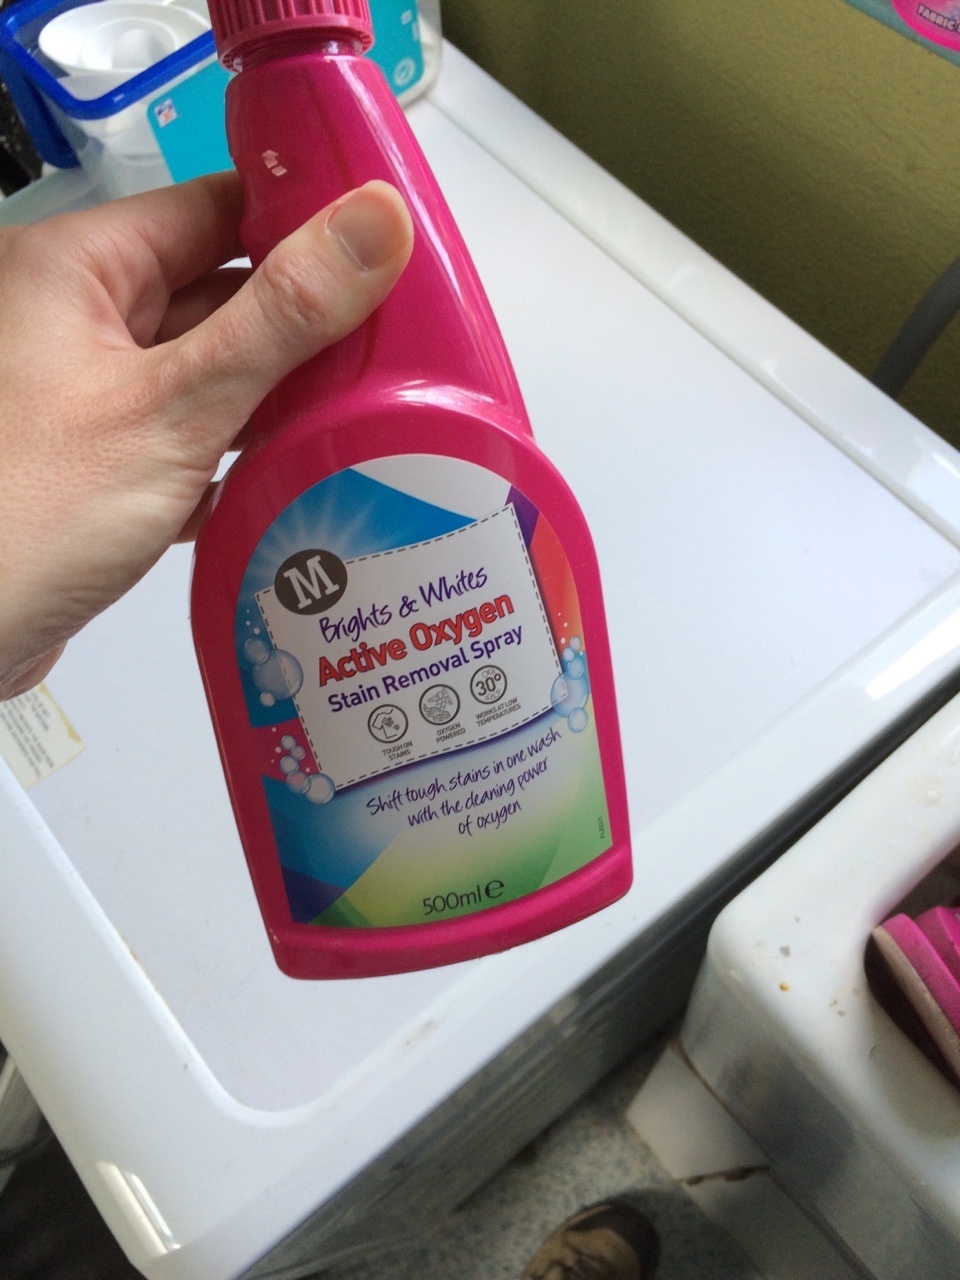 FABRIC
M
Brights & Whites
Active Oxygen
Stain Removal Spray
TOUGH ON
STAINS
OXYGEN
POWERED
30°
WORKS AT LOW
TEMPERATURES
Shift tough stains in one wash
with the cleaning power
of oxygen
500ml e